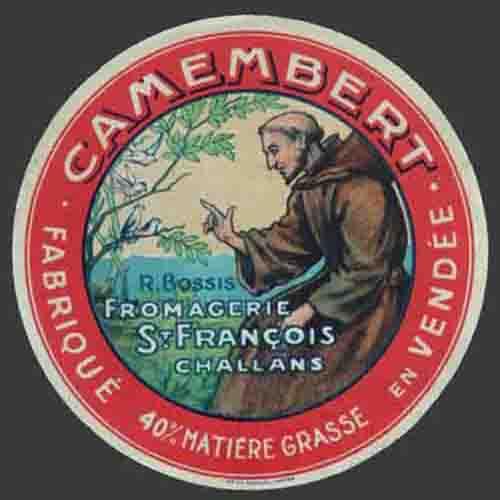 CAMEMBERT
R. BOSSIS
FROMAGERIE
ST FRANÇOIS
CHALLANS
· FABRIQUÉ EN VENDÉE ·
40% MATIÈRE GRASSE